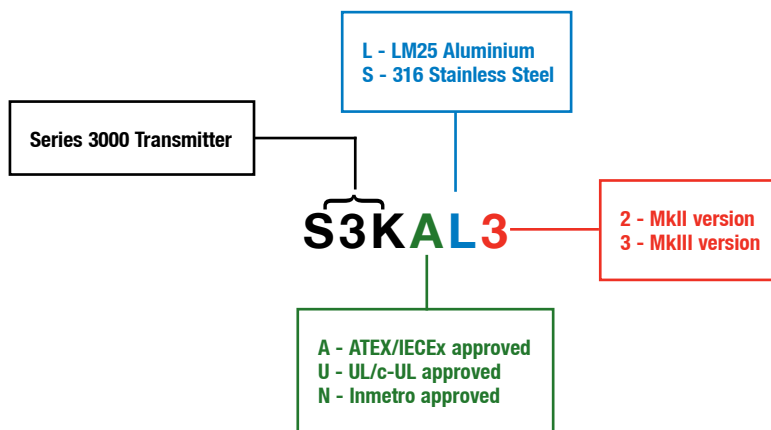 L - LM25 Aluminium
S - 316 Stainless Steel
Series 3000 Transmitter
S3KAL3
2 - MkII version
3 - MkIII version
A - ATEX/IECEx approved
U - UL/c-UL approved
N - Inmetro approved